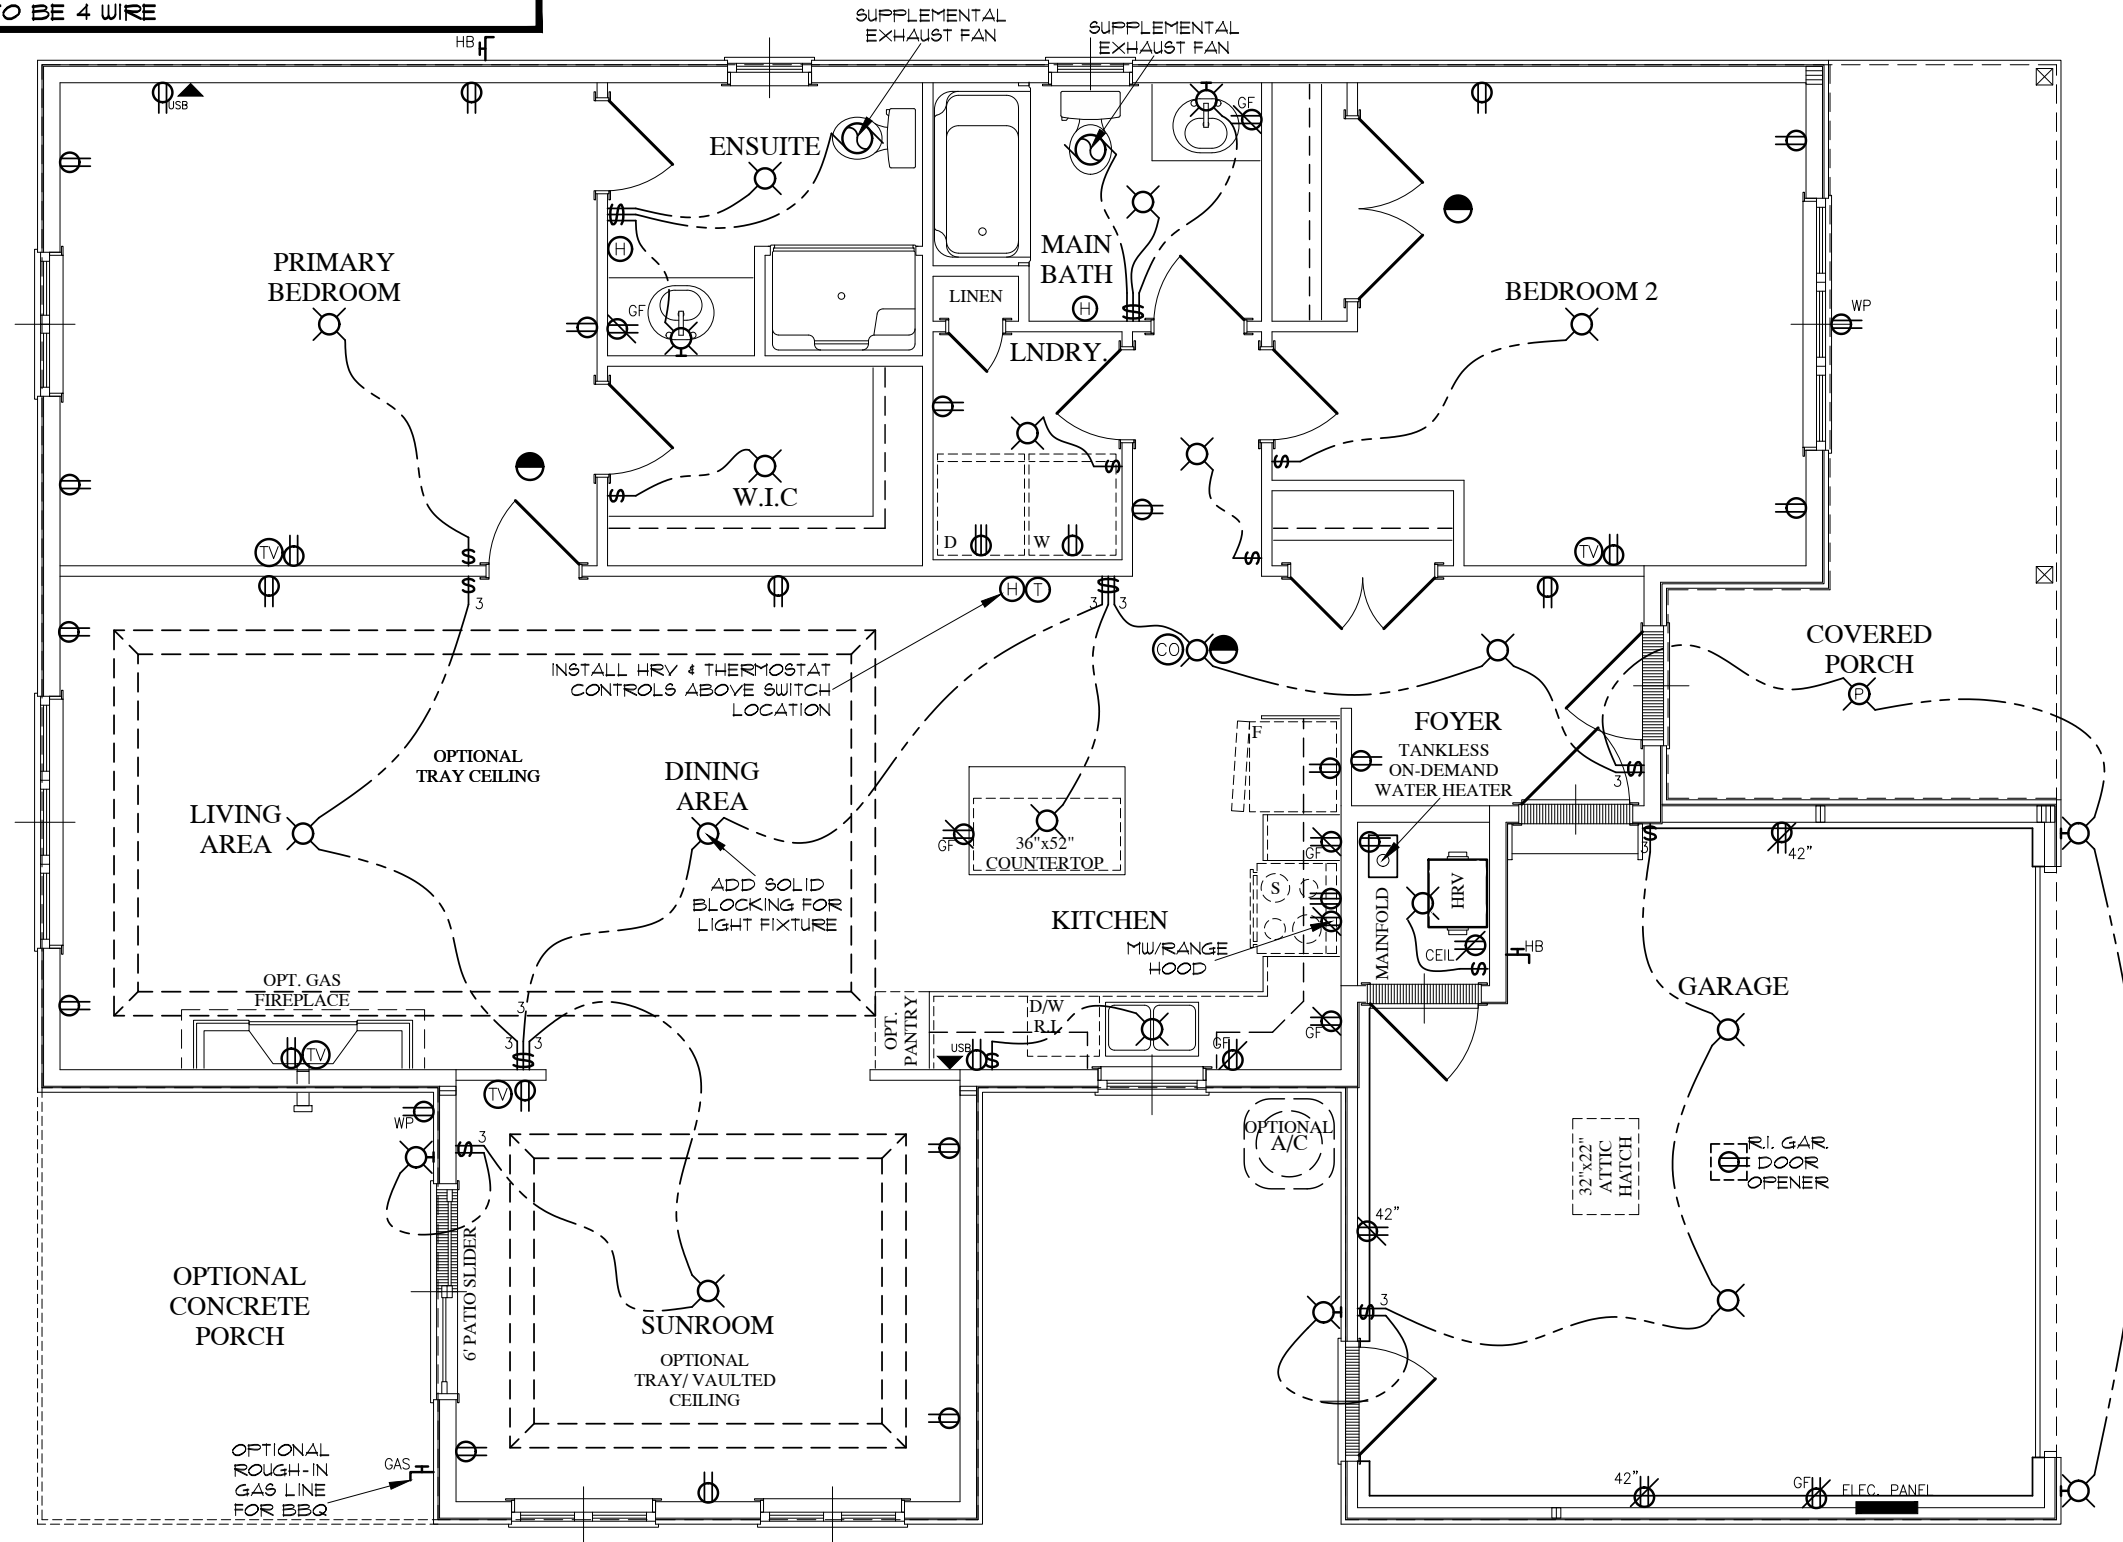 TO BE 4 WIRE
SUPPLEMENTAL
EXHAUST FAN
SUPPLEMENTAL
EXHAUST FAN
HB
USB
GF
ENSUITE
PRIMARY
BEDROOM
H
GF
MAIN
BATH
H
LINEN
LNDRY.
BEDROOM 2
WP
W.I.C
D
W
TV
TV
H
T
3
3
3
CO
INSTALL HRV & THERMOSTAT
CONTROLS ABOVE SWITCH
LOCATION
COVERED
PORCH
P
FOYER
TANKLESS
ON-DEMAND
WATER HEATER
F
3
OPTIONAL
TRAY CEILING
DINING
AREA
LIVING
AREA
GF
36"x52"
COUNTERTOP
GF
3
42"
ADD SOLID
BLOCKING FOR
LIGHT FIXTURE
S
HRV
MAINFOLD
CEIL
KITCHEN
MW/RANGE
HOOD
HB
GARAGE
OPT. GAS
FIREPLACE
TV
OPT.
PANTRY
D/W
R.I.
USB
GF
GF
3
3
3
TV
WP
3
OPTIONAL
A/C
32"x22"
ATTIC
HATCH
R.I. GAR.
DOOR
OPENER
42"
6' PATIO SLIDER
OPTIONAL
CONCRETE
PORCH
SUNROOM
OPTIONAL
TRAY/ VAULTED
CEILING
3
OPTIONAL
ROUGH-IN
GAS LINE
FOR BBQ
GAS
42"
GF
ELEC. PANEL